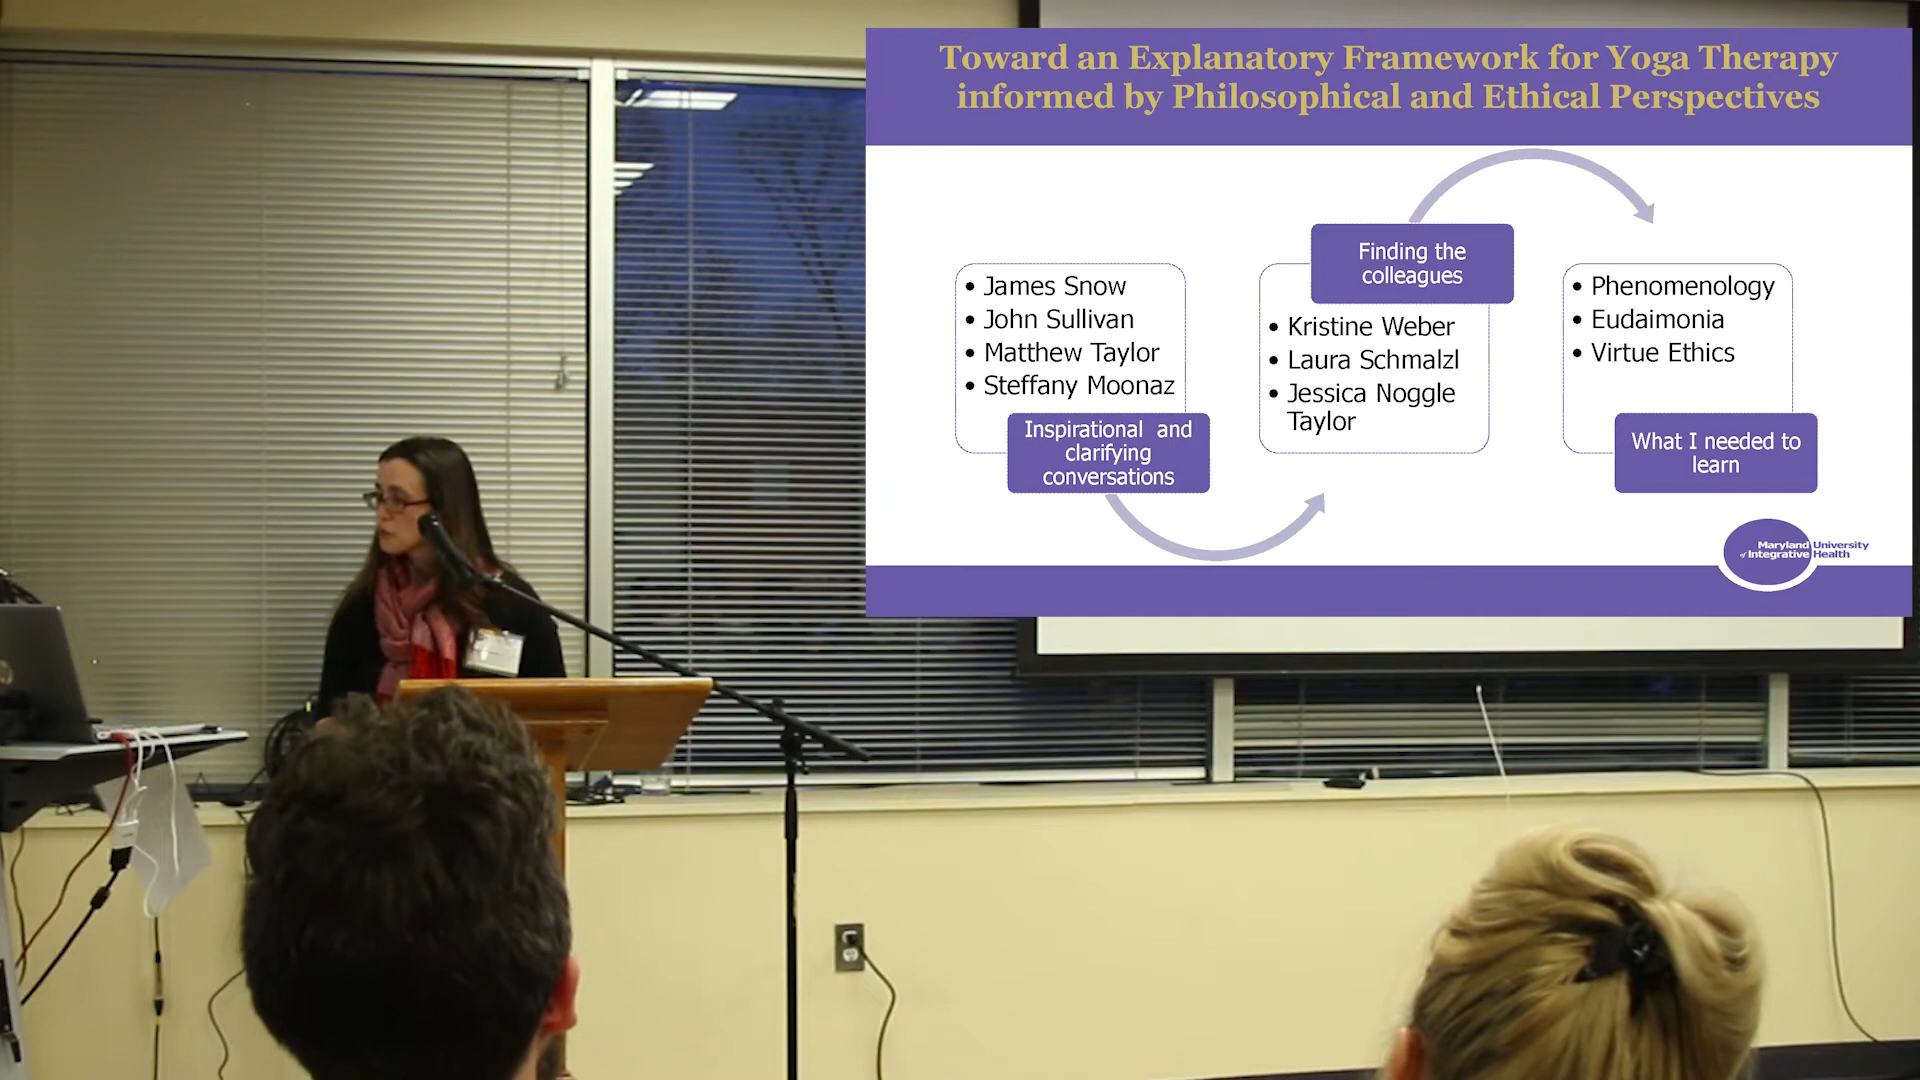 Toward an Explanatory Framework for Yoga Therapy
informed by Philosophical and Ethical Perspectives
• James Snow
• John Sullivan
• Matthew Taylor
• Steffany Moonaz
Inspirational and
clarifying
conversations
Finding the
colleagues
• Kristine Weber
• Laura Schmalzl
• Jessica Noggle
Taylor
• Phenomenology
• Eudaimonia
• Virtue Ethics
What I needed to
learn
Maryland University
of Integrative Health